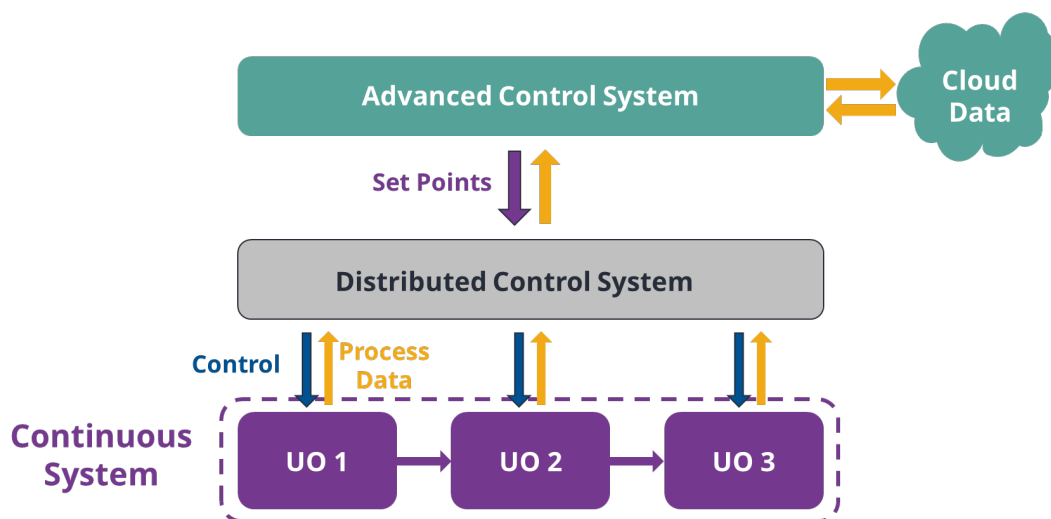 Advanced Control System
Cloud
Data
Set Points
Distributed Control System
Control
Process
Data
Continuous
System
UO 1
UO 2
UO 3